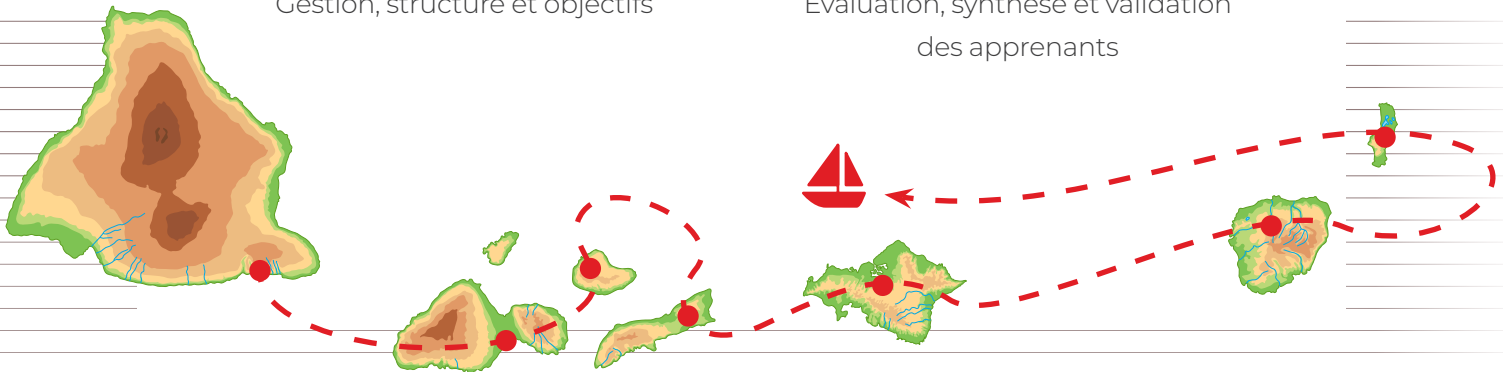 Gestion, structure et objectifs
Évaluation, synthèse et validation
des apprenants